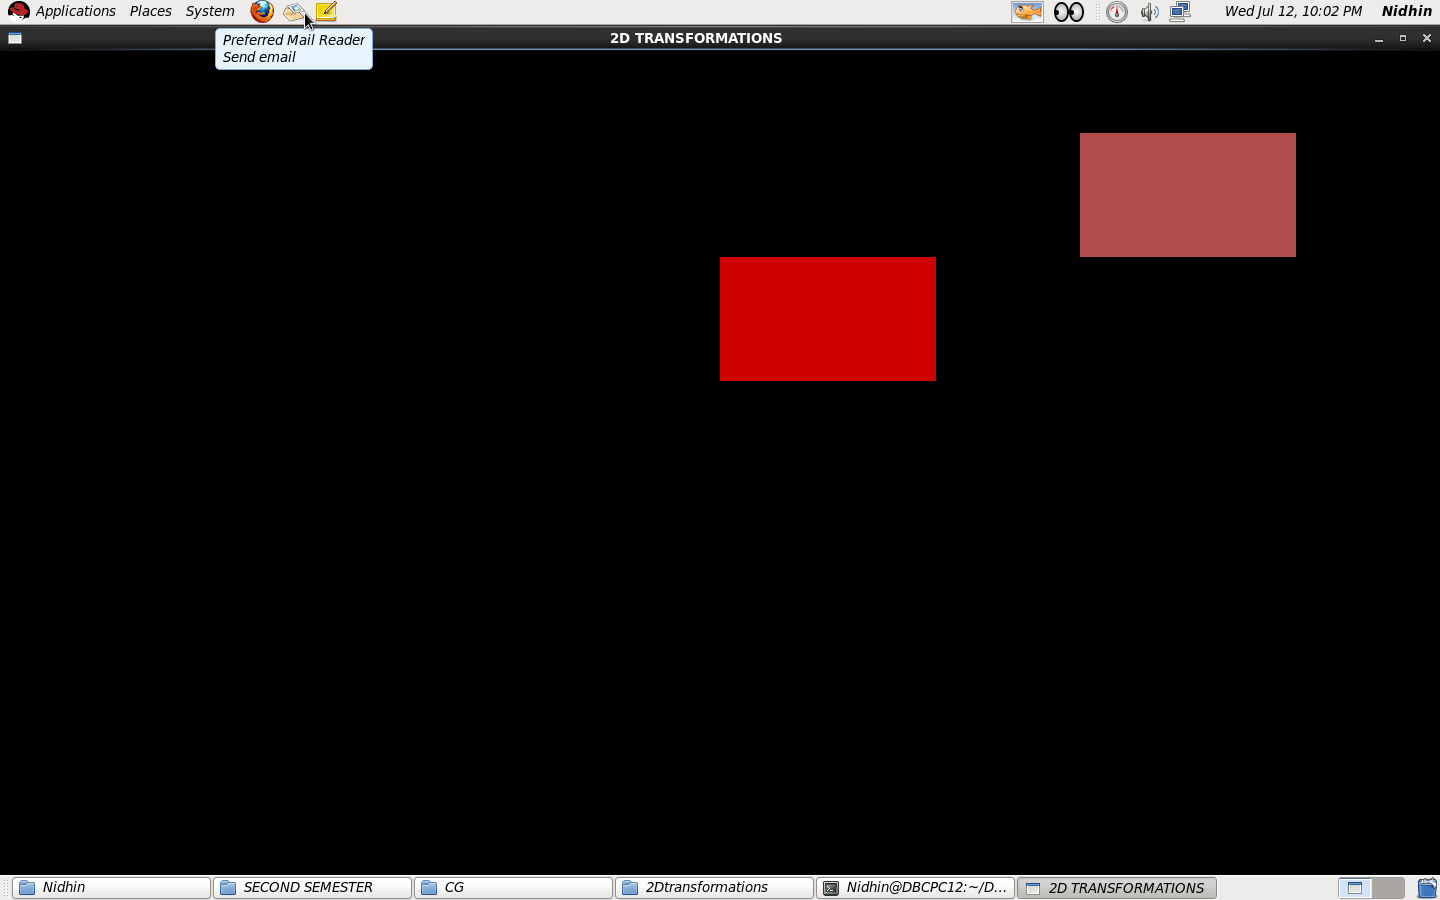 Applications Places System Wed Jul 12, 10:02 PM Nidhin
2D TRANSFORMATIONS
Preferred Mail Reader
Send email
Nidhin SECOND SEMESTER CG 2Dtransformations Nidhin@DBCPC12:~/D... 2D TRANSFORMATIONS